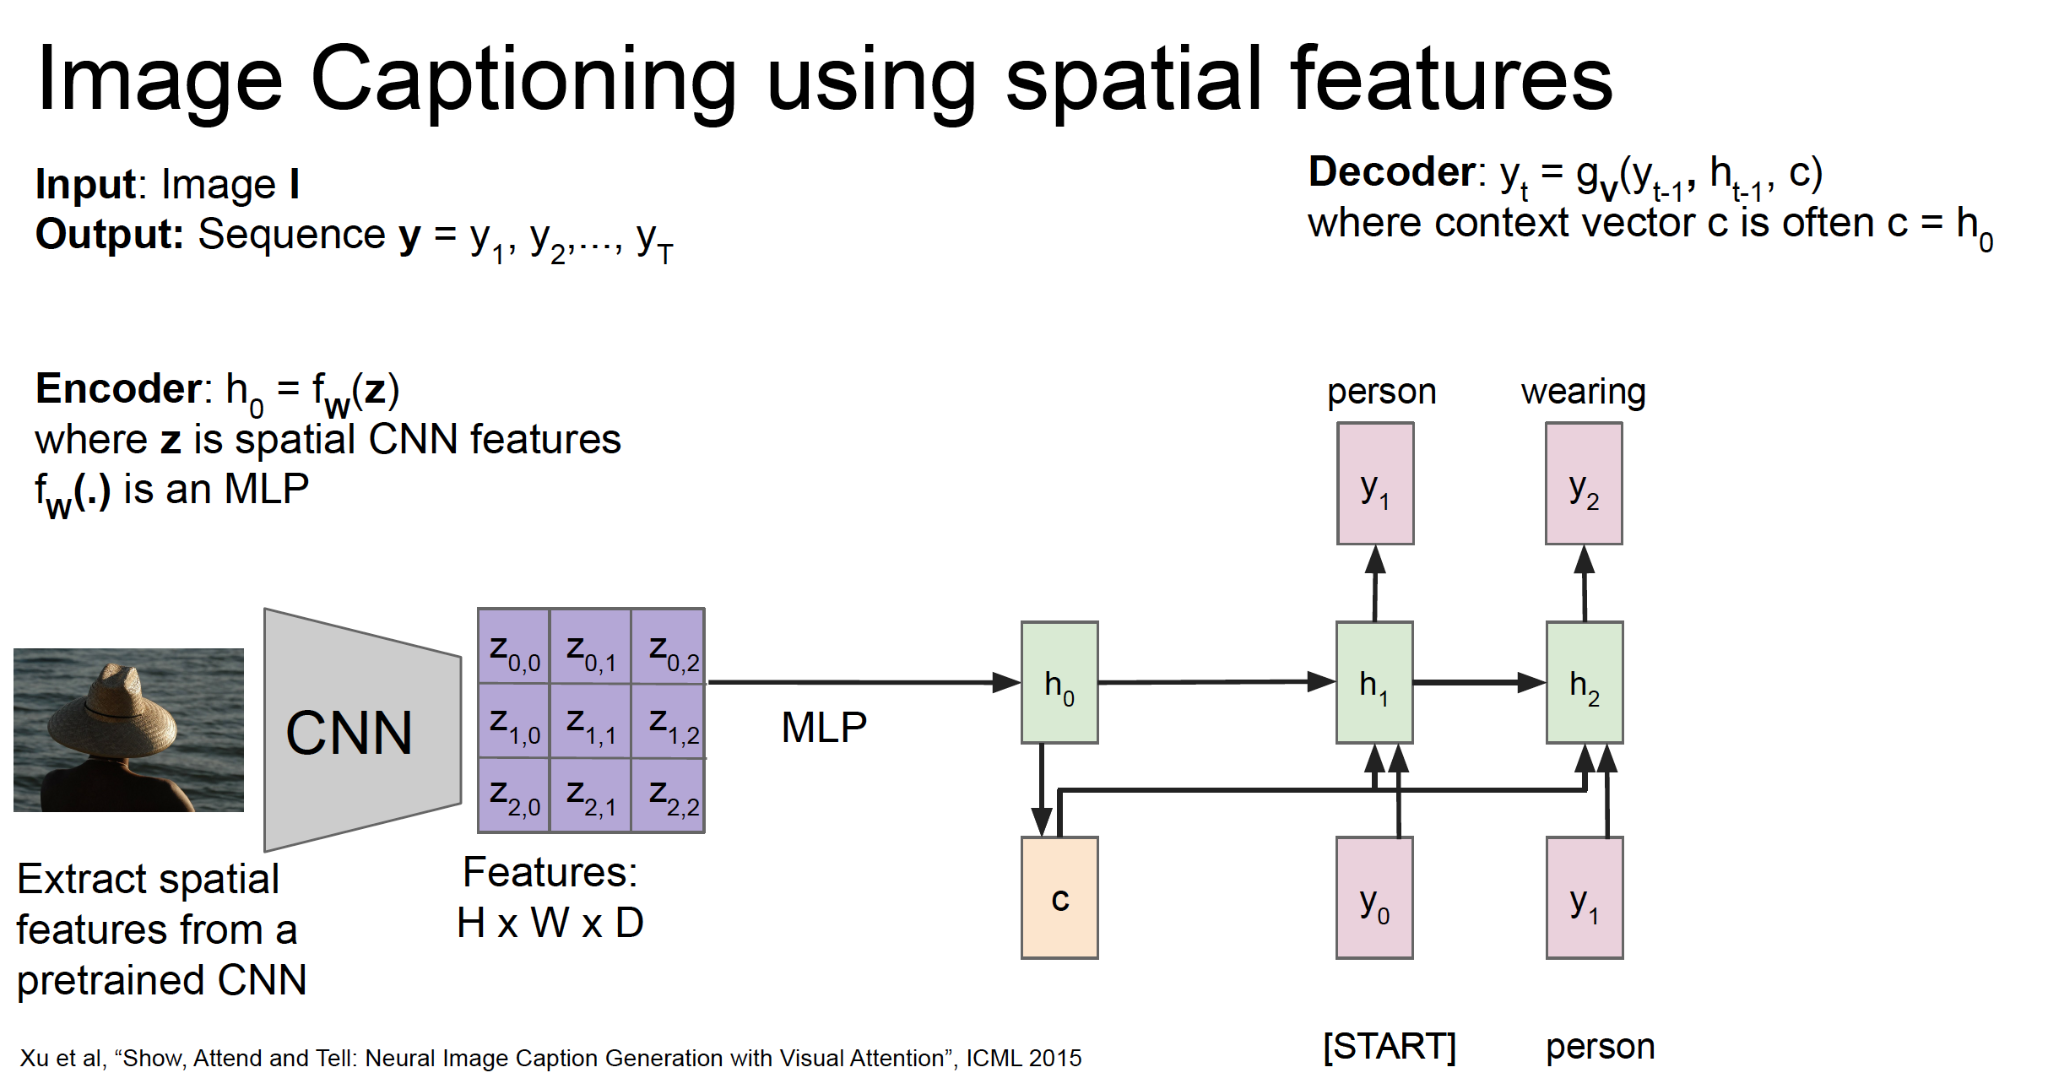 Image Captioning using spatial features
Input: Image I
Output: Sequence y = y1, y2,..., yT
Decoder: yt = gV(yt-1, ht-1, c)
where context vector c is often c = h0
Encoder: h0 = fW(z)
where z is spatial CNN features
fW(.) is an MLP
person wearing
y1 y2
CNN
z0,0 z0,1 z0,2
z1,0 z1,1 z1,2
z2,0 z2,1 z2,2
MLP
h0 h1 h2
Extract spatial
features from a
pretrained CNN
Features:
H x W x D
c y0 y1
[START] person
Xu et al, “Show, Attend and Tell: Neural Image Caption Generation with Visual Attention”, ICML 2015